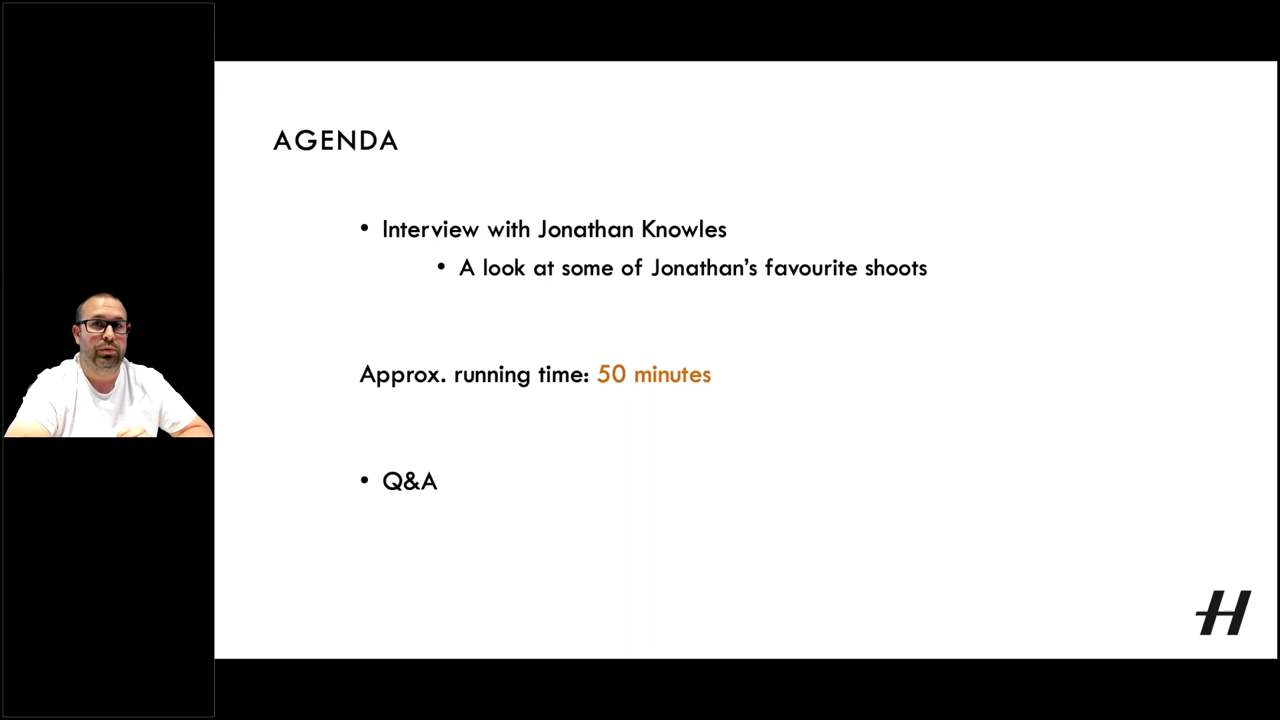 AGENDA
• Interview with Jonathan Knowles
• A look at some of Jonathan’s favourite shoots
Approx. running time: 50 minutes
• Q&A
H